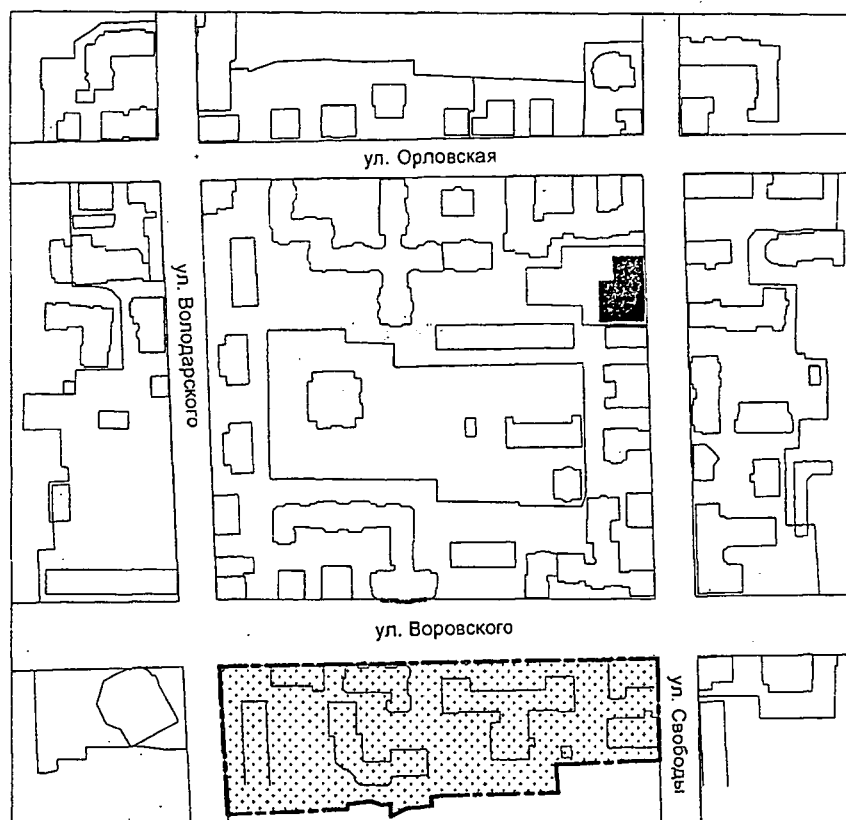 ул. Орловская
ул. Володарского
ул. Воровского
ул. Свободы